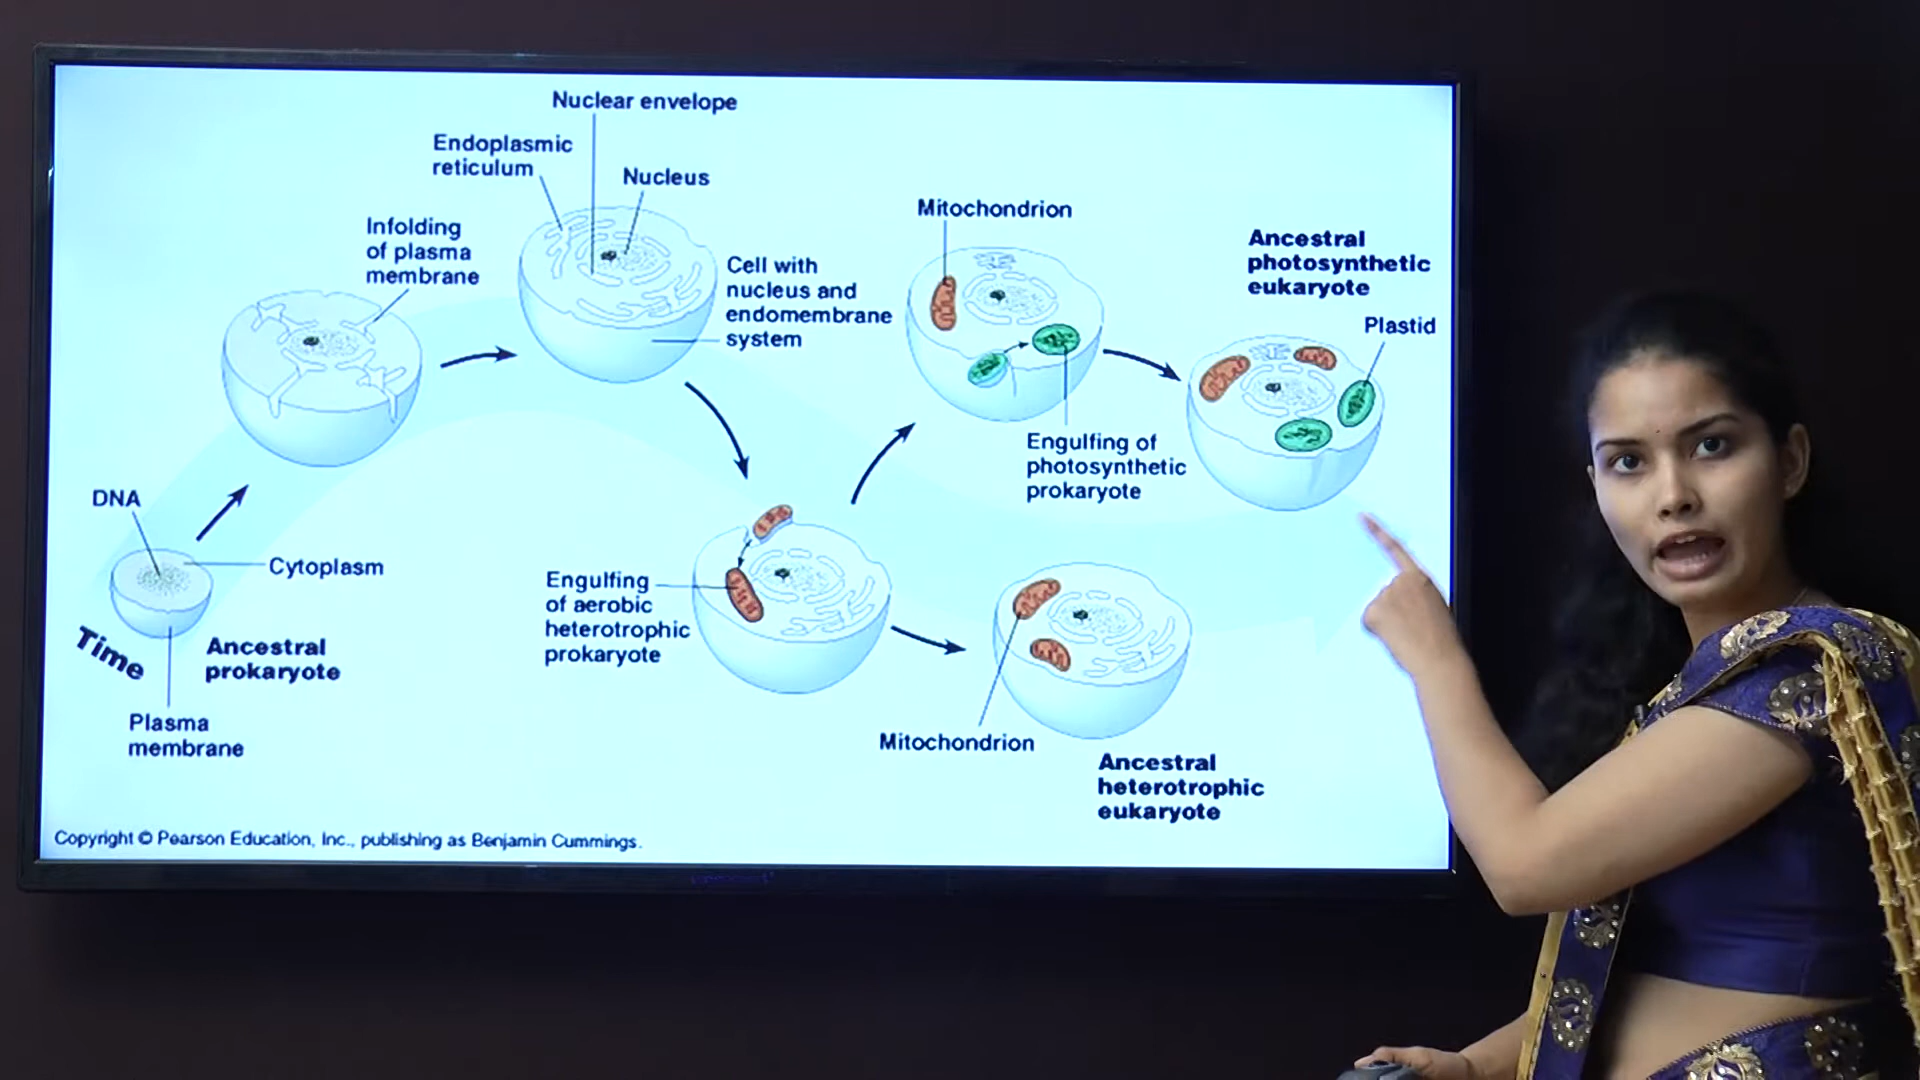 Nuclear envelope
Endoplasmic
reticulum
Nucleus
Infolding
of plasma
membrane
Cell with
nucleus and
endomembrane
system
Mitochondrion
Ancestral
photosynthetic
eukaryote
Plastid
Engulfing of
photosynthetic
prokaryote
DNA
Cytoplasm
Time
Ancestral
prokaryote
Plasma
membrane
Engulfing
of aerobic
heterotrophic
prokaryote
Mitochondrion
Ancestral
heterotrophic
eukaryote
Copyright © Pearson Education, Inc., publishing as Benjamin Cummings.